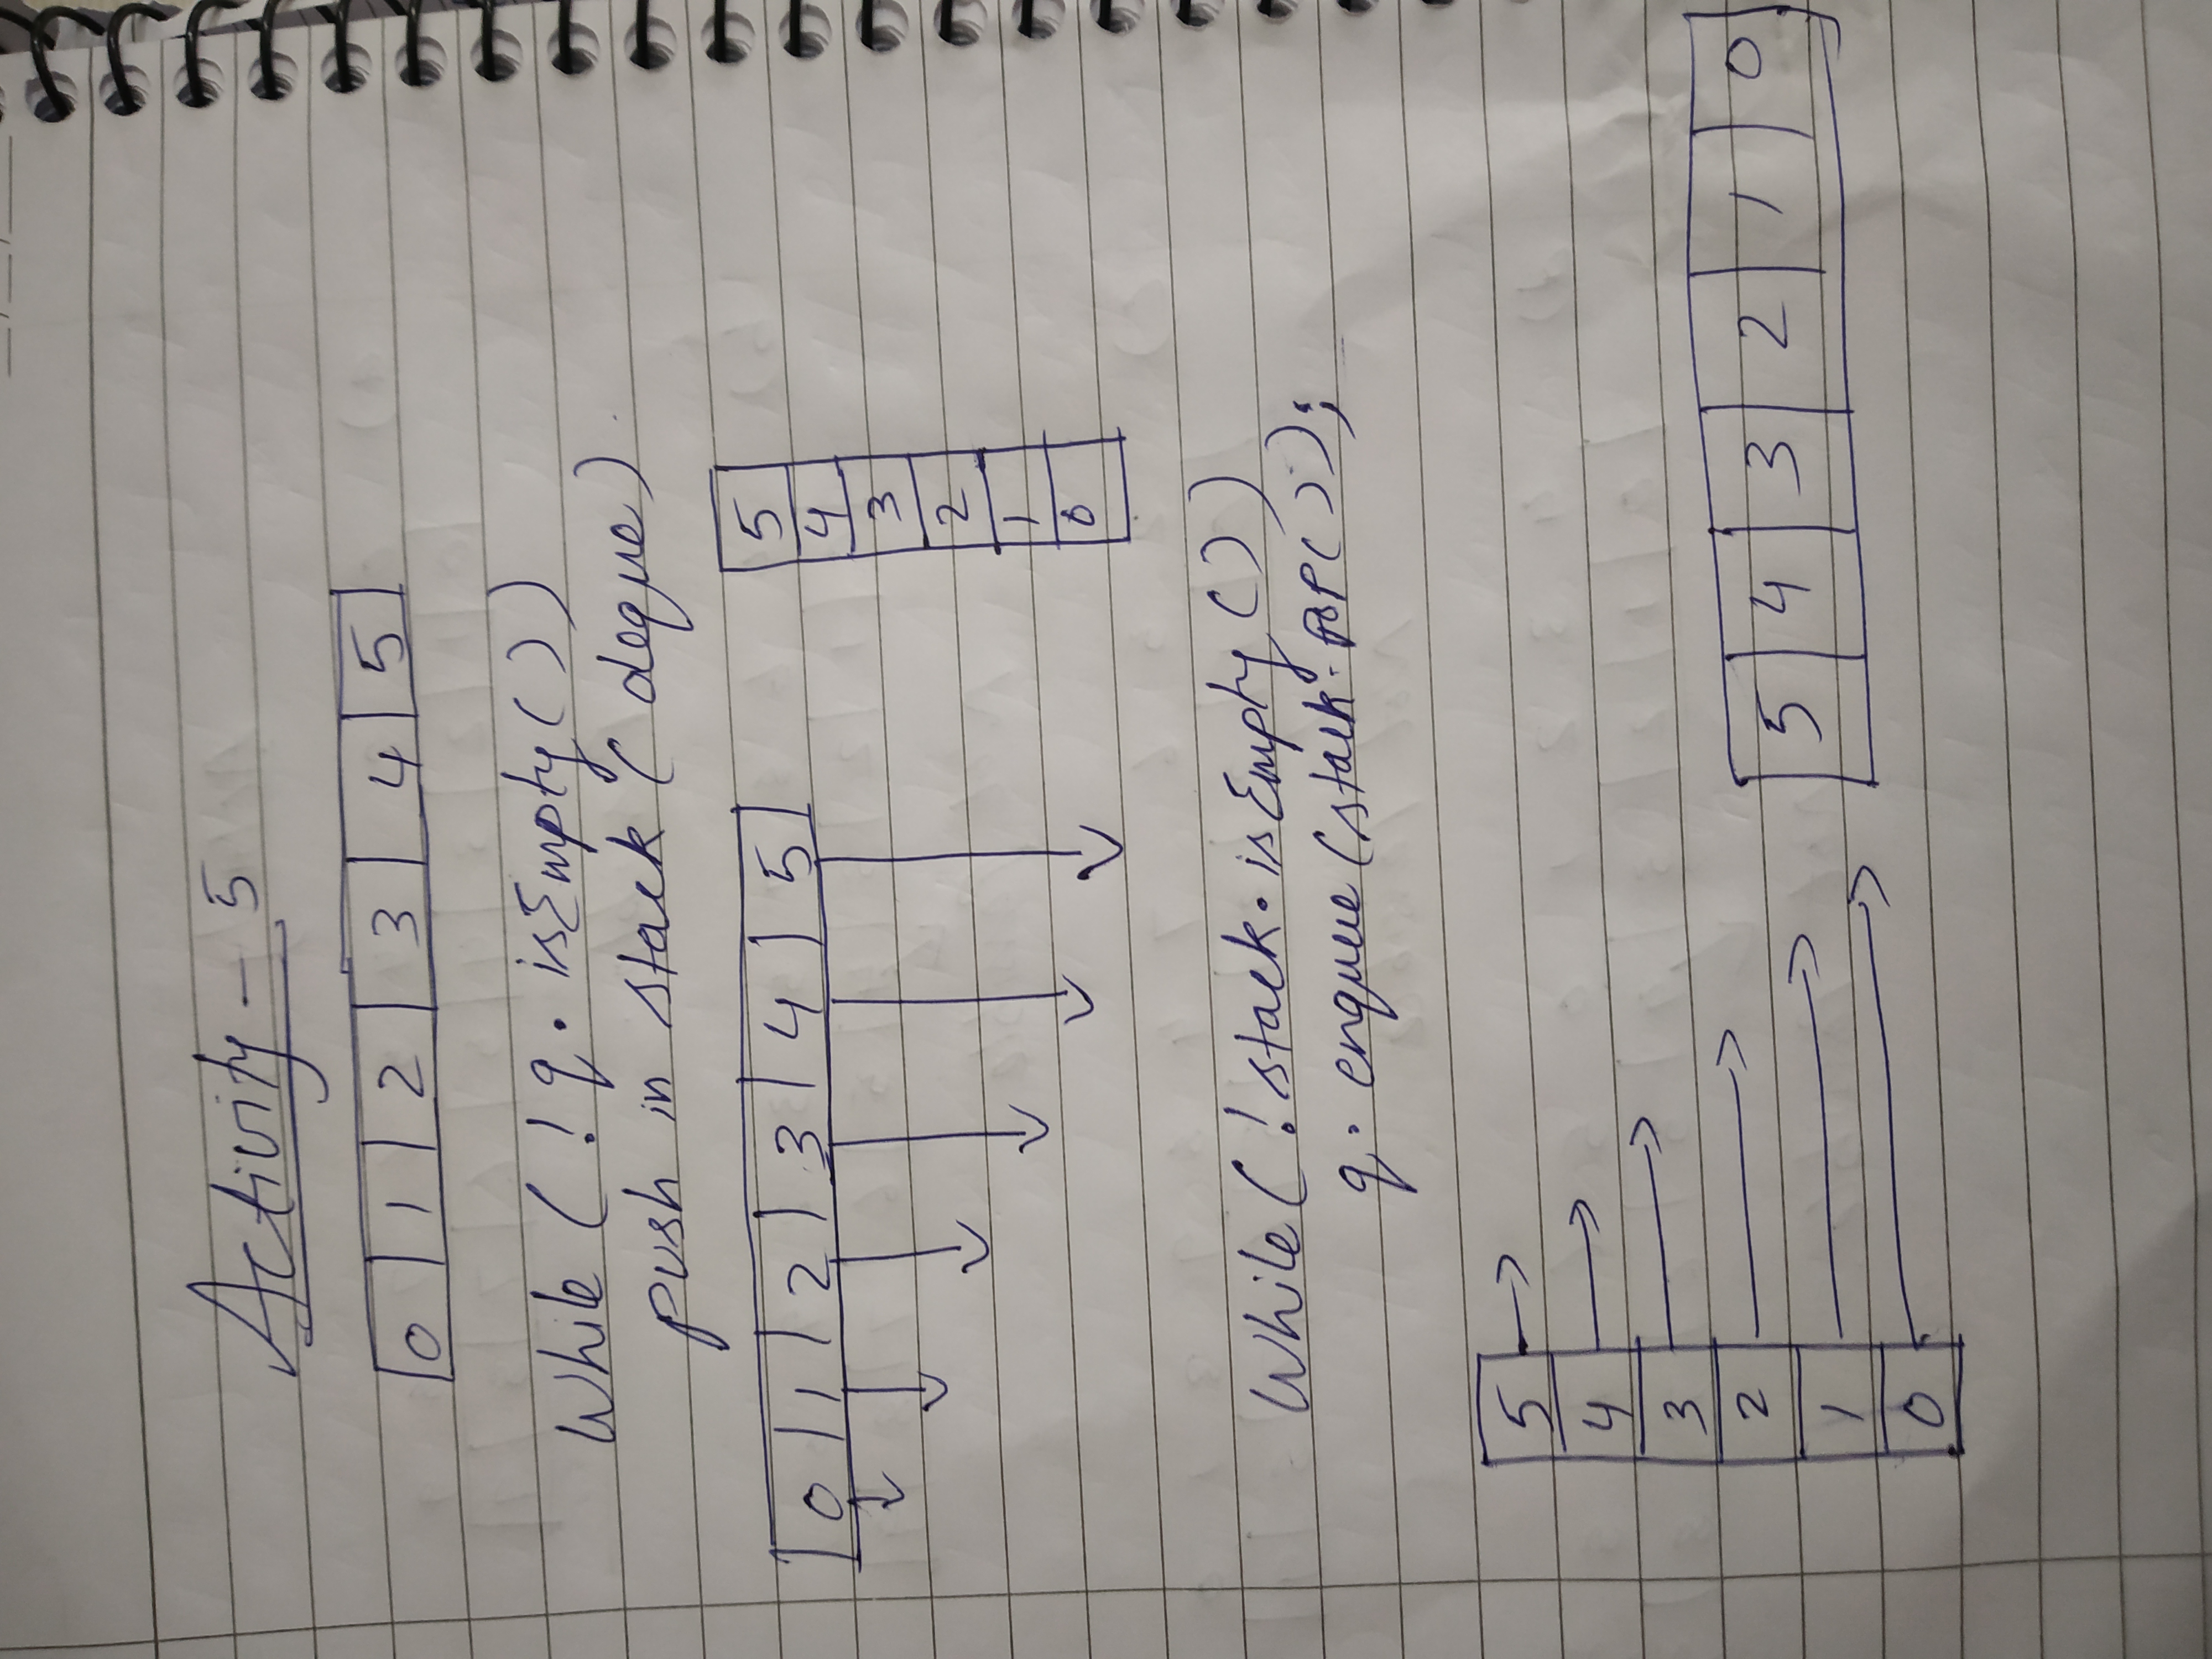 Activity - 5
0 1 2 3 4 5
While ( ! q. isEmpty ( ) )
push in stack ( deque )
0 1 2 3 4 5
5
4
3
2
1
0
While ( ! stack. isEmpty ( ) )
q. enqueue (stack. POP ( ) ) ;
5
4
3
2
1
0
5 4 3 2 1 0